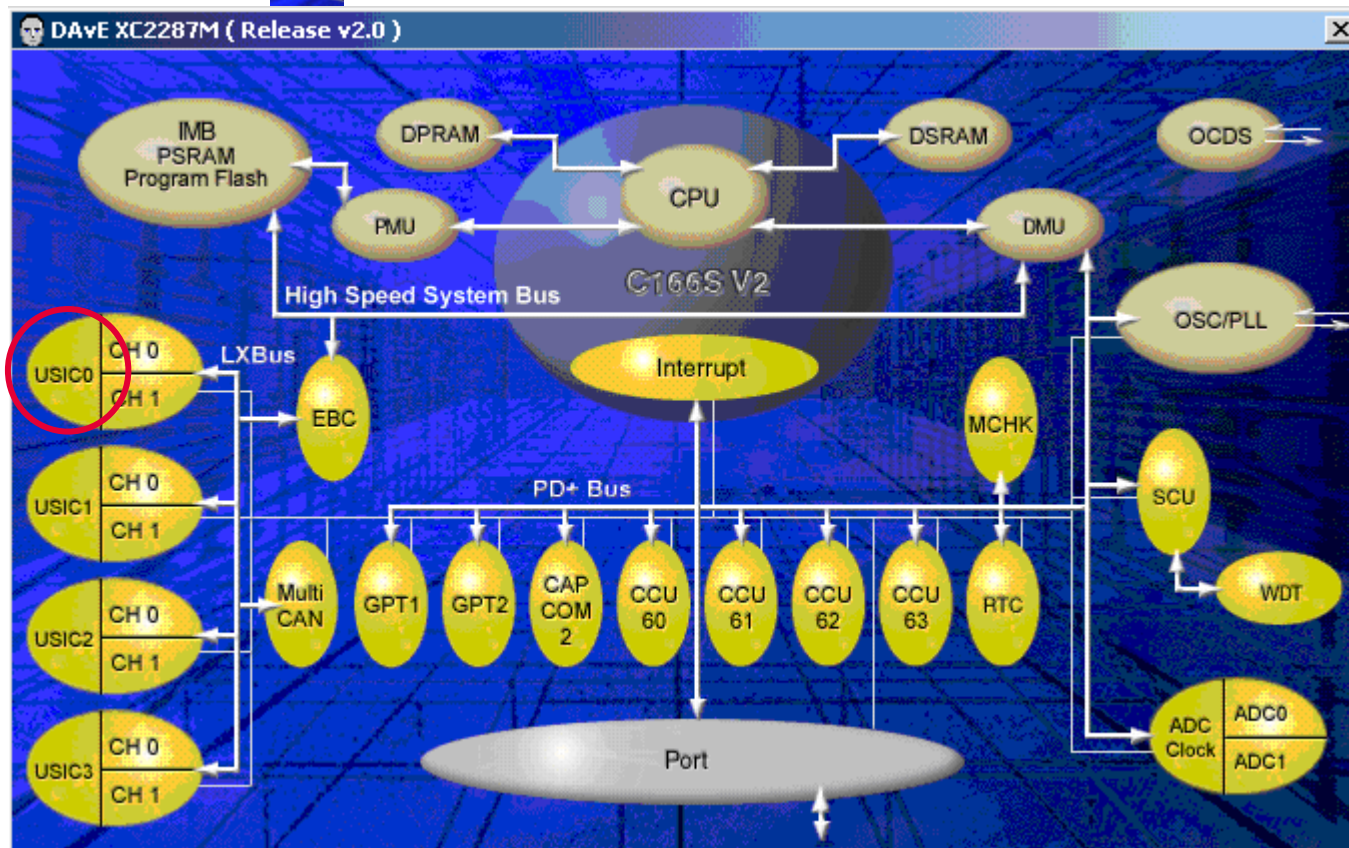 DAvE XC2287M ( Release v2.0 )
IMB
PSRAM
Program Flash
DPRAM
DSRAM
OCDS
CPU
PMU
DMU
C166S V2
High Speed System Bus
OSC/PLL
USIC0
CH 0
CH 1
LXBus
EBC
Interrupt
MCHK
USIC1
CH 0
CH 1
PD+ Bus
SCU
Multi
CAN
GPT1
GPT2
CAP
COM
2
CCU
60
CCU
61
CCU
62
CCU
63
RTC
WDT
USIC2
CH 0
CH 1
USIC3
CH 0
CH 1
Port
ADC
Clock
ADC0
ADC1